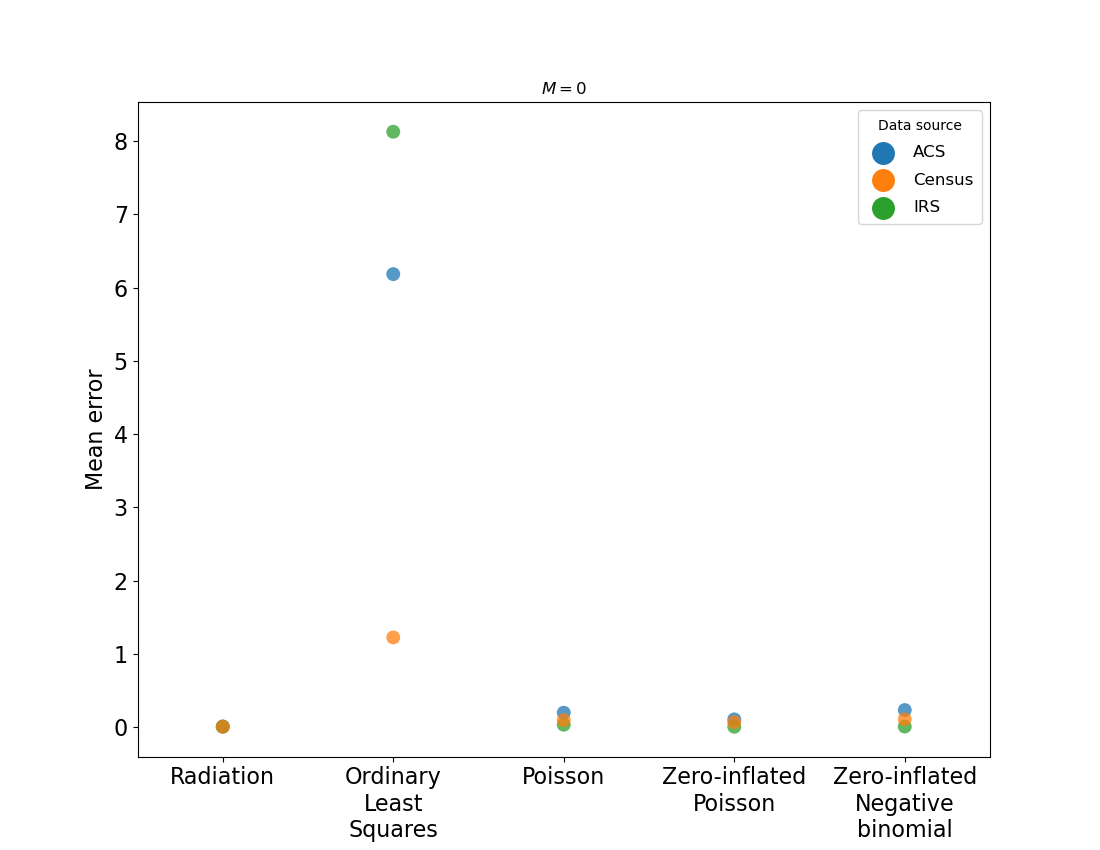 M = 0
Data source
ACS
Census
IRS
Mean error
8
7
6
5
4
3
2
1
0
Radiation
Ordinary
Least
Squares
Poisson
Zero-inflated
Poisson
Zero-inflated
Negative
binomial